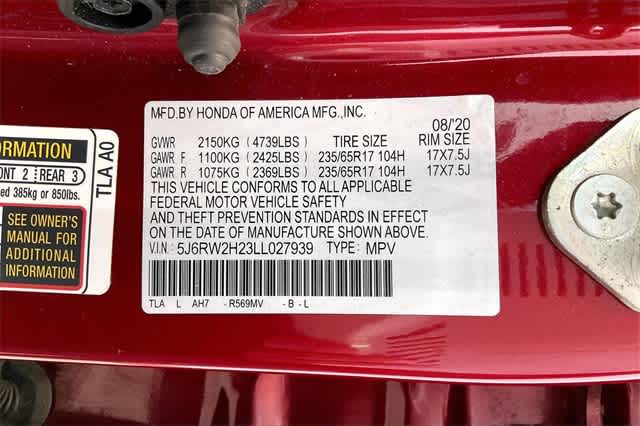 MFD.BY HONDA OF AMERICA MFG.,INC.
08/'20
GVWR 2150KG (4739LBS) TIRE SIZE RIM SIZE
GAWR F 1100KG (2425LBS) 235/65R17 104H 17X7.5J
GAWR R 1075KG (2369LBS) 235/65R17 104H 17X7.5J
THIS VEHICLE CONFORMS TO ALL APPLICABLE
FEDERAL MOTOR VEHICLE SAFETY
AND THEFT PREVENTION STANDARDS IN EFFECT
ON THE DATE OF MANUFACTURE SHOWN ABOVE.
V.I.N: 5J6RW2H23LL027939 TYPE: MPV
TLA L AH7 - R569MV - B - L
REAR 3
385kg or 850lbs.
SEE OWNER'S
MANUAL FOR
ADDITIONAL
INFORMATION
TLA A0